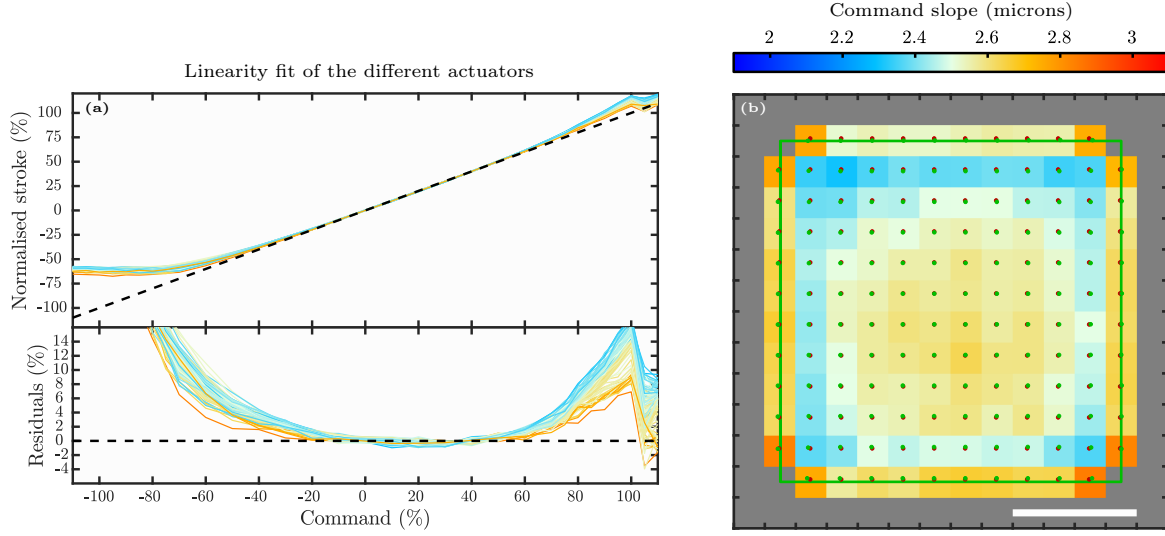 Command slope (microns)
2 2.2 2.4 2.6 2.8 3
Linearity fit of the different actuators
(a)
(b)
Normalised stroke (%)
100
50
25
0
-25
-50
-75
-100
Residuals (%)
14
12
8
6
4
2
0
-2
-4
-100 -80 -60 -40 -20 0 20 40 60 80 100
Command (%)